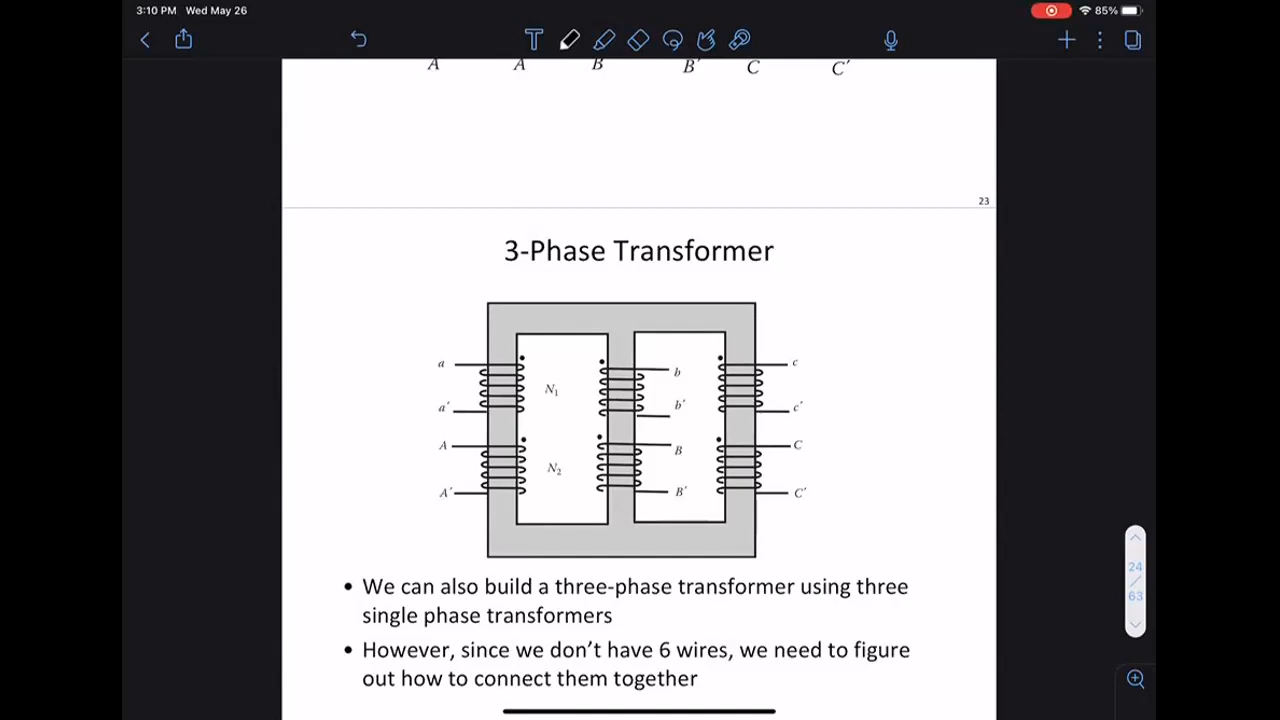 3:10 PM Wed May 26
85%
A A B B′ C C′
23
3-Phase Transformer
a b c
N1
a′ b′ c′
A B C
N2
A′ B′ C′
We can also build a three-phase transformer using three
single phase transformers
However, since we don't have 6 wires, we need to figure
out how to connect them together
24
/
63